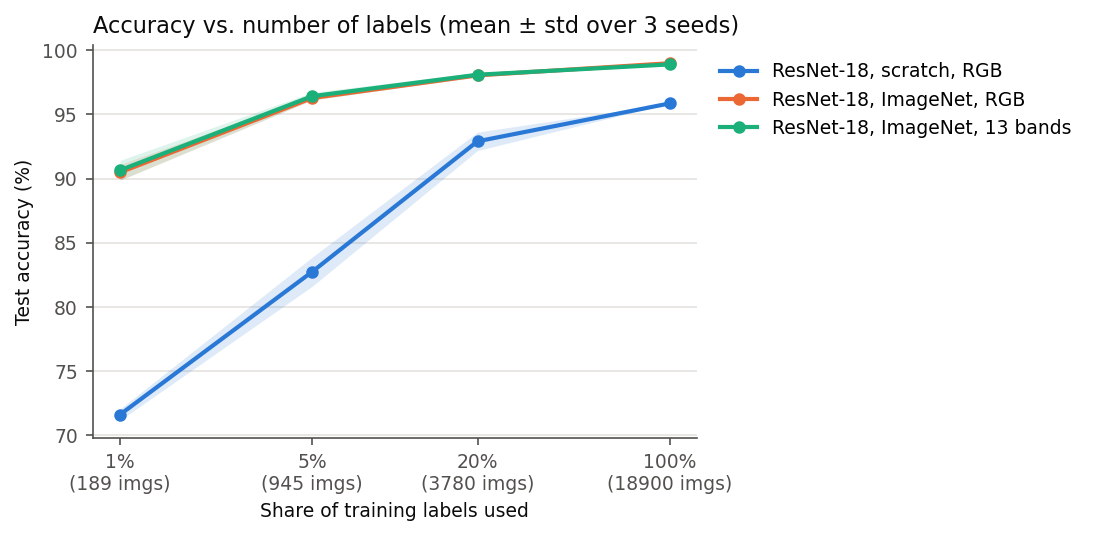 Accuracy vs. number of labels (mean ± std over 3 seeds)
100
95
90
85
80
75
70
Test accuracy (%)
1%
(189 imgs)
5%
(945 imgs)
20%
(3780 imgs)
100%
(18900 imgs)
Share of training labels used
ResNet-18, scratch, RGB
ResNet-18, ImageNet, RGB
ResNet-18, ImageNet, 13 bands